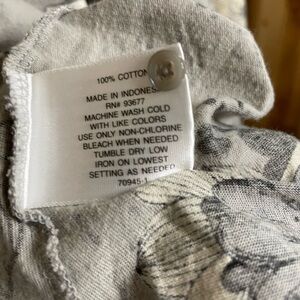 100% COTTON
MADE IN INDONES
RN# 93677
MACHINE WASH COLD
WITH LIKE COLORS
USE ONLY NON-CHLORINE
BLEACH WHEN NEEDED
TUMBLE DRY LOW
IRON ON LOWEST
SETTING AS NEEDED
70945-1